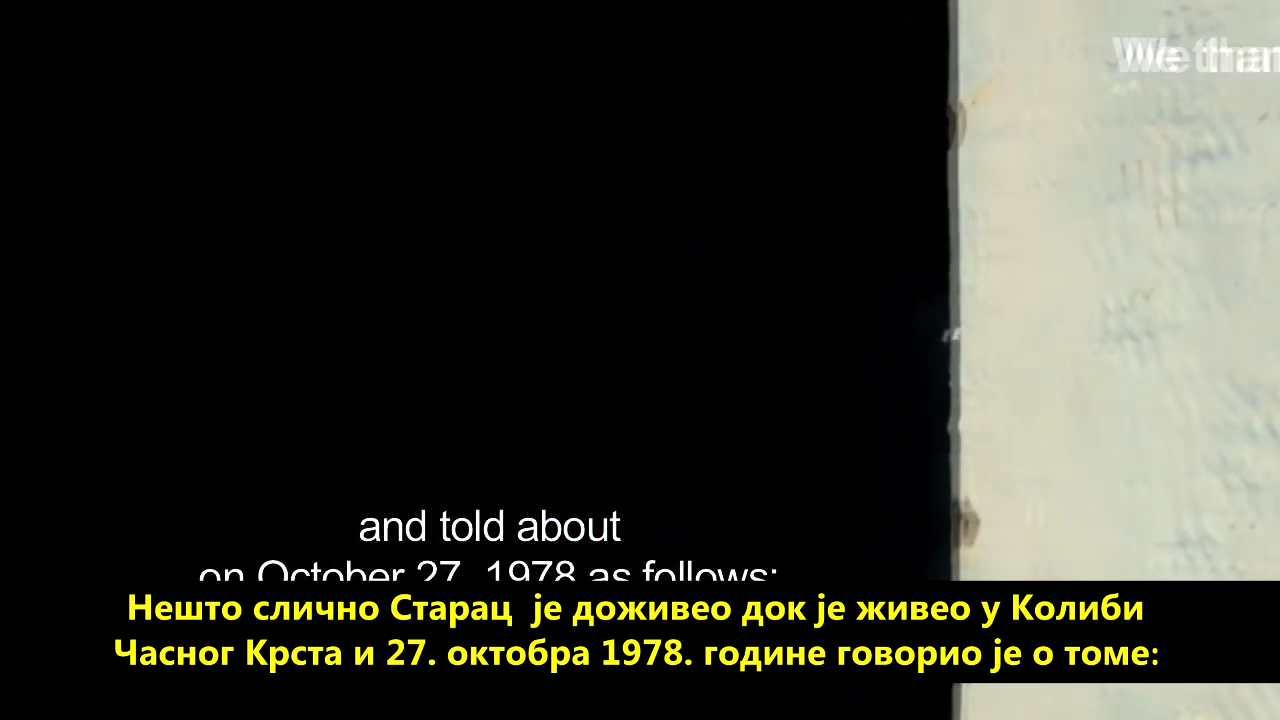 We
and told about
on October 27, 1978 as follows:
Нешто слично Старац је доживео док је живео у Колиби
Часног Крста и 27. октобра 1978. године говорио је о томе: